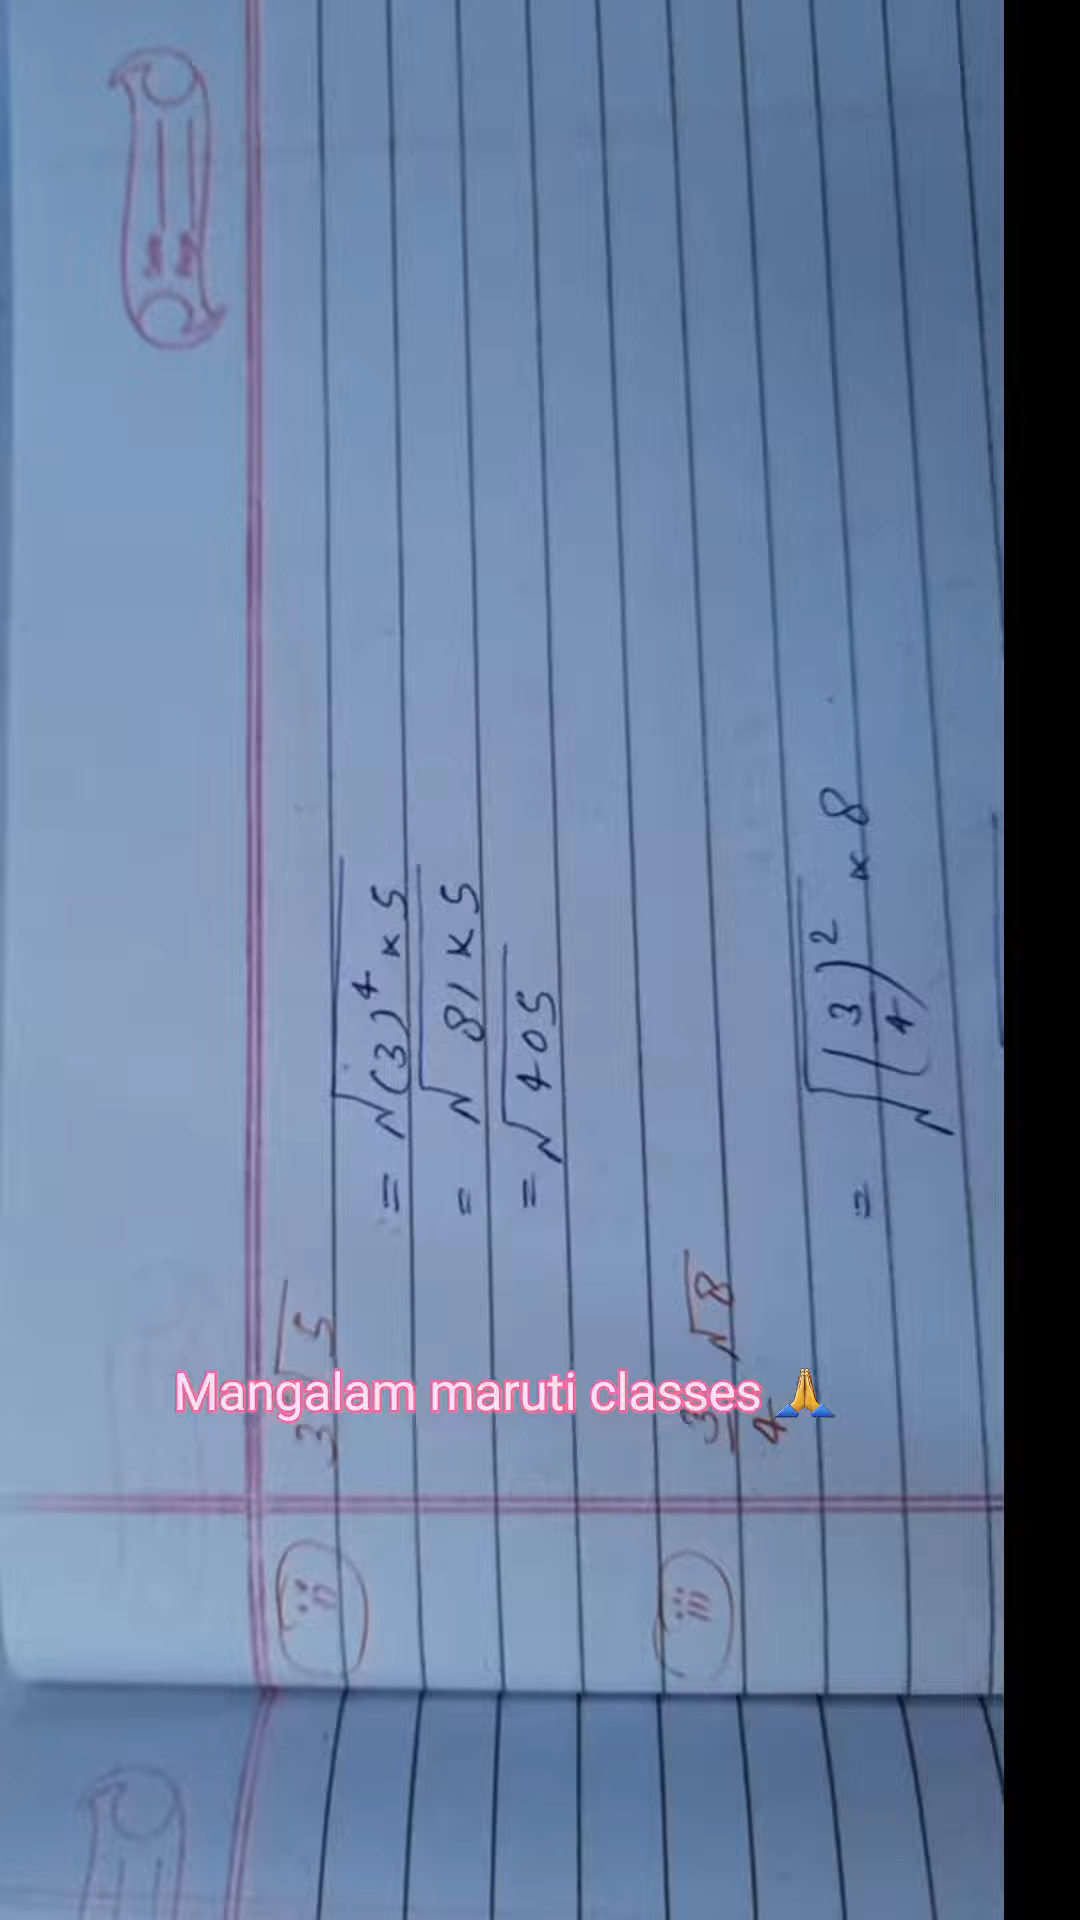 ii 3√5
= √(3)⁴ × 5
= √81 × 5
= √405
iii 3/4 √8
= √(3/4)² × 8
Mangalam maruti classes 🙏